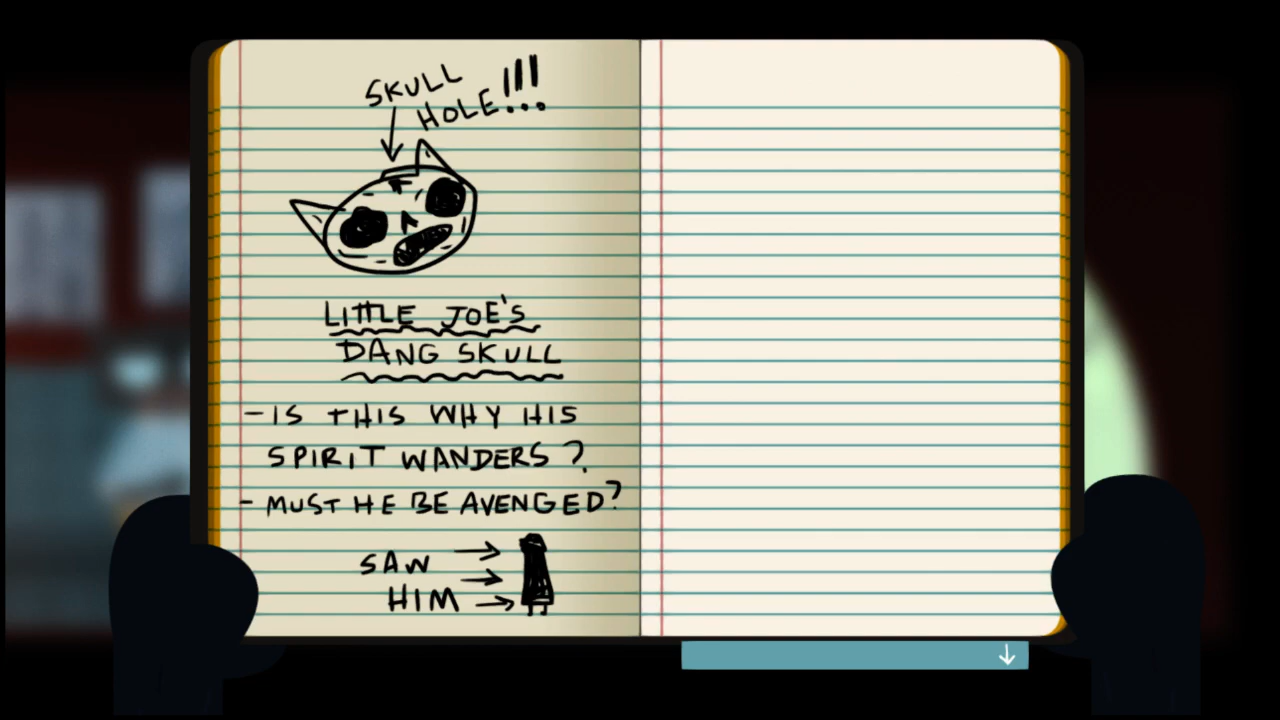 SKULL
HOLE!!!
LITTLE JOE'S
DANG SKULL
- IS THIS WHY HIS
SPIRIT WANDERS?
- MUST HE BE AVENGED?
SAW
HIM